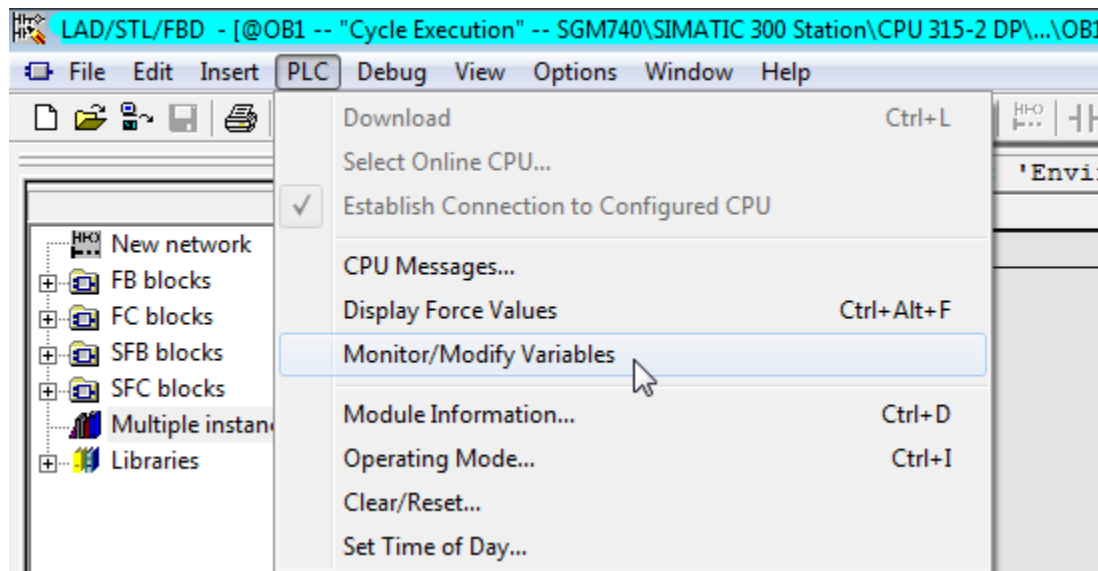 LAD/STL/FBD - [@OB1 -- "Cycle Execution" -- SGM740\SIMATIC 300 Station\CPU 315-2 DP\...\OB1
File Edit Insert PLC Debug View Options Window Help
Download Ctrl+L
Select Online CPU...
'Envi
Establish Connection to Configured CPU
New network
CPU Messages...
FB blocks
Display Force Values Ctrl+Alt+F
FC blocks
Monitor/Modify Variables
SFB blocks
SFC blocks
Module Information... Ctrl+D
Multiple instan
Operating Mode... Ctrl+I
Libraries
Clear/Reset...
Set Time of Day...